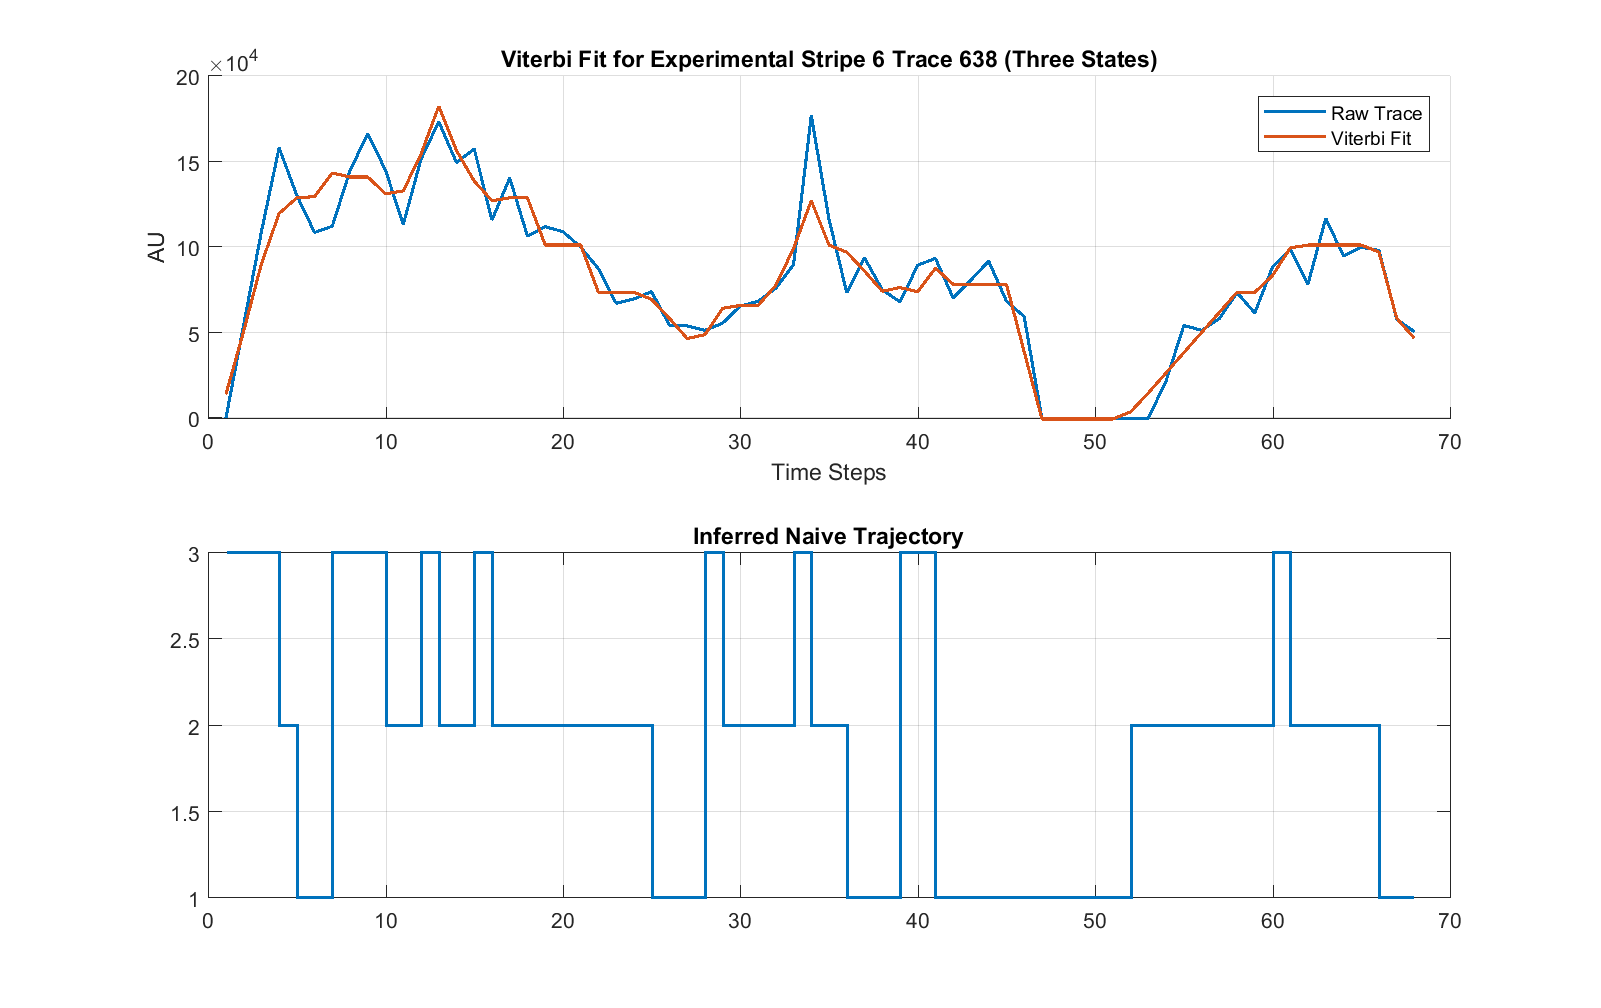 Viterbi Fit for Experimental Stripe 6 Trace 638 (Three States)
×10⁴
20
15
10
5
0
AU
Raw Trace
Viterbi Fit
0 10 20 30 40 50 60 70
Time Steps
Inferred Naive Trajectory
3
2.5
2
1.5
1
0 10 20 30 40 50 60 70